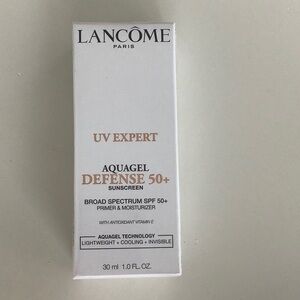 LANCÔME
PARIS
UV EXPERT
AQUAGEL
DEFENSE 50+
SUNSCREEN
BROAD SPECTRUM SPF 50+
PRIMER & MOISTURIZER
WITH ANTIOXIDANT VITAMIN E
AQUAGEL TECHNOLOGY
LIGHTWEIGHT + COOLING + INVISIBLE
30 ml 1.0 FL. OZ.